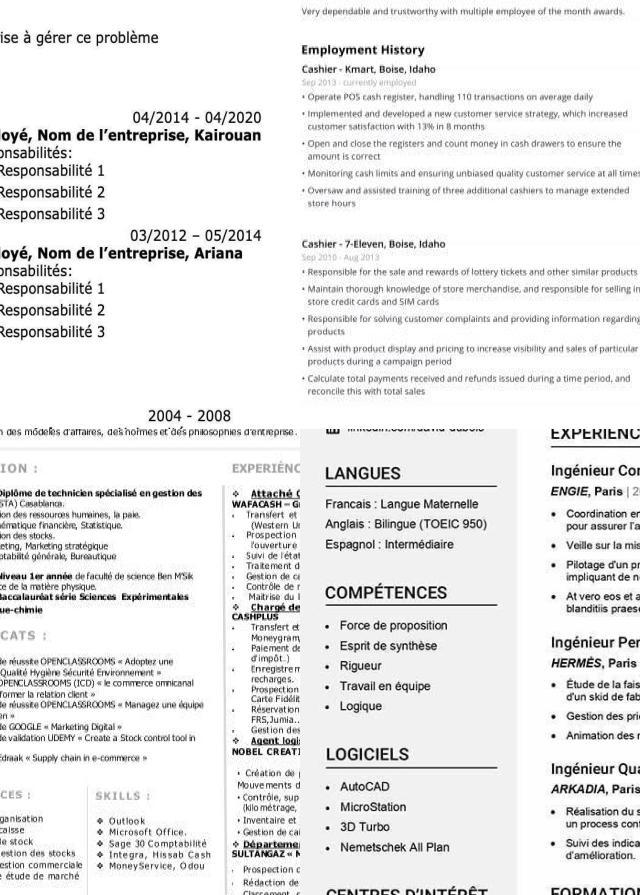 ise à gérer ce problème
04/2014 - 04/2020
loyé, Nom de l’entreprise, Kairouan
onsabilités:
Responsabilité 1
Responsabilité 2
Responsabilité 3
03/2012 – 05/2014
loyé, Nom de l’entreprise, Ariana
onsabilités:
Responsabilité 1
Responsabilité 2
Responsabilité 3
2004 - 2008
Very dependable and trustworthy with multiple employee of the month awards.
Employment History
Cashier - Kmart, Boise, Idaho
Sep 2013 - currently employed
• Operate POS cash register, handling 110 transactions on average daily
• Implemented and developed a new customer service strategy, which increased
customer satisfaction with 13% in 8 months
• Open and close the registers and count money in cash drawers to ensure the
amount is correct
• Monitoring cash limits and ensuring unbiased quality customer service at all times
• Oversaw and assisted training of three additional cashiers to manage extended
store hours
Cashier - 7-Eleven, Boise, Idaho
Sep 2010 - Aug 2013
• Responsible for the sale and rewards of lottery tickets and other similar products
• Maintain thorough knowledge of store merchandise, and responsible for selling in
store credit cards and SIM cards
• Responsible for solving customer complaints and providing information regarding
products
• Assist with product display and pricing to increase visibility and sales of particular
products during a campaign period
• Calculate total payments received and refunds issued during a time period, and
reconcile this with total sales
n des modèles d'affaires, des hommes et des philosophies d'entreprise.
ION :
Diplôme de technicien spécialisé en gestion des
STA) Casablanca.
ion des ressources humaines, la paie.
hématique financière, Statistique.
ion des stocks.
eting, Marketing stratégique
ptabilité générale, Bureautique
Niveau 1er année de faculté de science Ben M'Sik
ce de la matière physique.
Baccalauréat série Sciences Expérimentales
ue-chimie
CATS :
de réussite OPENCLASSROOMS « Adoptez une
Qualité Hygiène Sécurité Environnement »
OPENCLASSROOMS (ICD) « le commerce omnicanal
former la relation client »
de réussite OPENCLASSROOMS « Managez une équipe
en »
de GOOGLE « Marketing Digital »
de validation UDEMY « Create a Stock control tool in
Edraak « Supply chain in e-commerce »
CES :
ganisation
caisse
de stock
estion des stocks
estion commerciale
e étude de marché
SKILLS :
❖ Outlook
❖ Microsoft Office.
❖ Sage 30 Comptabilité
❖ Integra, Hissab Cash
❖ MoneyService, Odou
EXPÉRIENC
❖ Attaché C
WAFACASH – G
• Transfert et
(Western Un
• Prospection
l'ouverture
• Suivi de l'état
• Traitement d
• Gestion de ca
• Contrôle de r
• Maitrise du l
❖ Chargé de
CASHPLUS
• Transfert et
Moneygram,
• Paiement de
d'impôt..)
• Enregistrem
recharges.
• Prospection
Carte Fidélit
• Réservation
FRS,Jumia..
• Gestion des
❖ Agent logis
NOBEL CREATI
• Création de
Mouvements d
• Contrôle, sup
(kilométrage,
• Inventaire et
• Gestion de cai
❖ Départeme
SULTANGAZ « M
• Prospection c
• Rédaction de
linkedin.com/david-dubois
LANGUES
Francais : Langue Maternelle
Anglais : Bilingue (TOEIC 950)
Espagnol : Intermédiaire
COMPÉTENCES
• Force de proposition
• Esprit de synthèse
• Rigueur
• Travail en équipe
• Logique
LOGICIELS
• AutoCAD
• MicroStation
• 3D Turbo
• Nemetschek All Plan
CENTRES D'INTÉRÊT
EXPÉRIENC
Ingénieur Con
ENGIE, Paris | 2
• Coordination en
pour assurer l'a
• Veille sur la mis
• Pilotage d'un pr
impliquant de n
• At vero eos et a
blanditiis praese
Ingénieur Per
HERMÈS, Paris
• Étude de la fais
d'un skid de fab
• Gestion des prio
• Animation des r
Ingénieur Qua
ARKADIA, Paris
• Réalisation du s
un process cont
• Suivi des indica
d'amélioration.
FORMATION